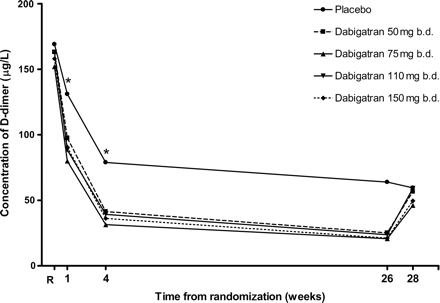 Placebo
Dabigatran 50 mg b.d.
Dabigatran 75 mg b.d.
Dabigatran 110 mg b.d.
Dabigatran 150 mg b.d.
Concentration of D-dimer (μg/L)
200
150
100
50
0
*
*
R 1 4 26 28
Time from randomization (weeks)